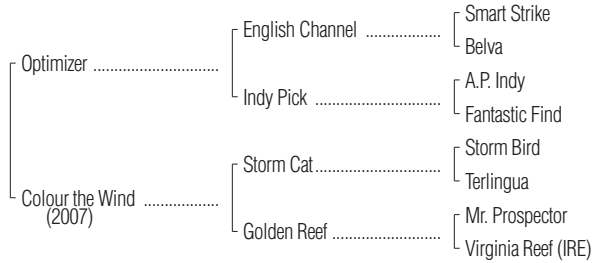 Smart Strike
English Channel ..................
Belva
Optimizer ..............................
A.P. Indy
Indy Pick ..............................
Fantastic Find
Storm Bird
Storm Cat..............................
Terlingua
Colour the Wind ..................
(2007)
Mr. Prospector
Golden Reef ..........................
Virginia Reef (IRE)